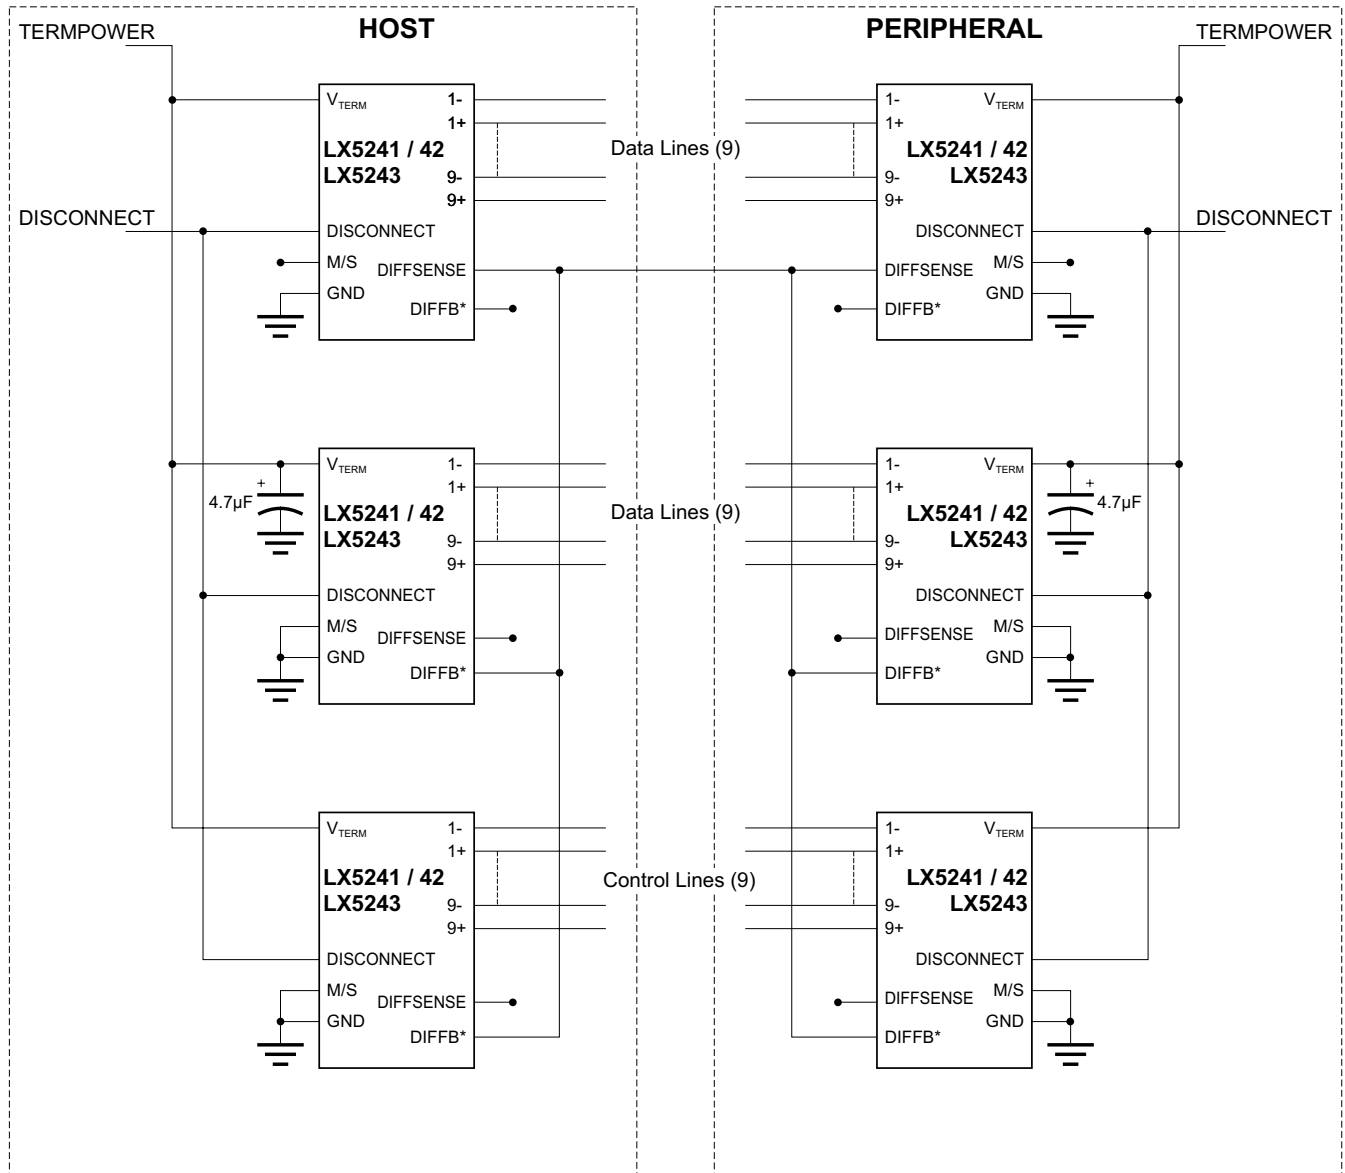 HOST
PERIPHERAL
TERMPOWER
TERMPOWER
DISCONNECT
DISCONNECT
VTERM
1-
1+
LX5241 / 42
LX5243
9-
9+
DISCONNECT
M/S
DIFFSENSE
GND
DIFFB*
Data Lines (9)
1-
VTERM
1+
LX5241 / 42
LX5243
9-
9+
DISCONNECT
M/S
DIFFSENSE
GND
DIFFB*
VTERM
1-
1+
+
4.7µF
LX5241 / 42
LX5243
9-
9+
DISCONNECT
M/S
DIFFSENSE
GND
DIFFB*
Data Lines (9)
1-
VTERM
1+
+
4.7µF
LX5241 / 42
LX5243
9-
9+
DISCONNECT
M/S
DIFFSENSE
GND
DIFFB*
VTERM
1-
1+
LX5241 / 42
LX5243
9-
9+
DISCONNECT
M/S
DIFFSENSE
GND
DIFFB*
Control Lines (9)
1-
VTERM
1+
LX5241 / 42
LX5243
9-
9+
DISCONNECT
M/S
DIFFSENSE
GND
DIFFB*